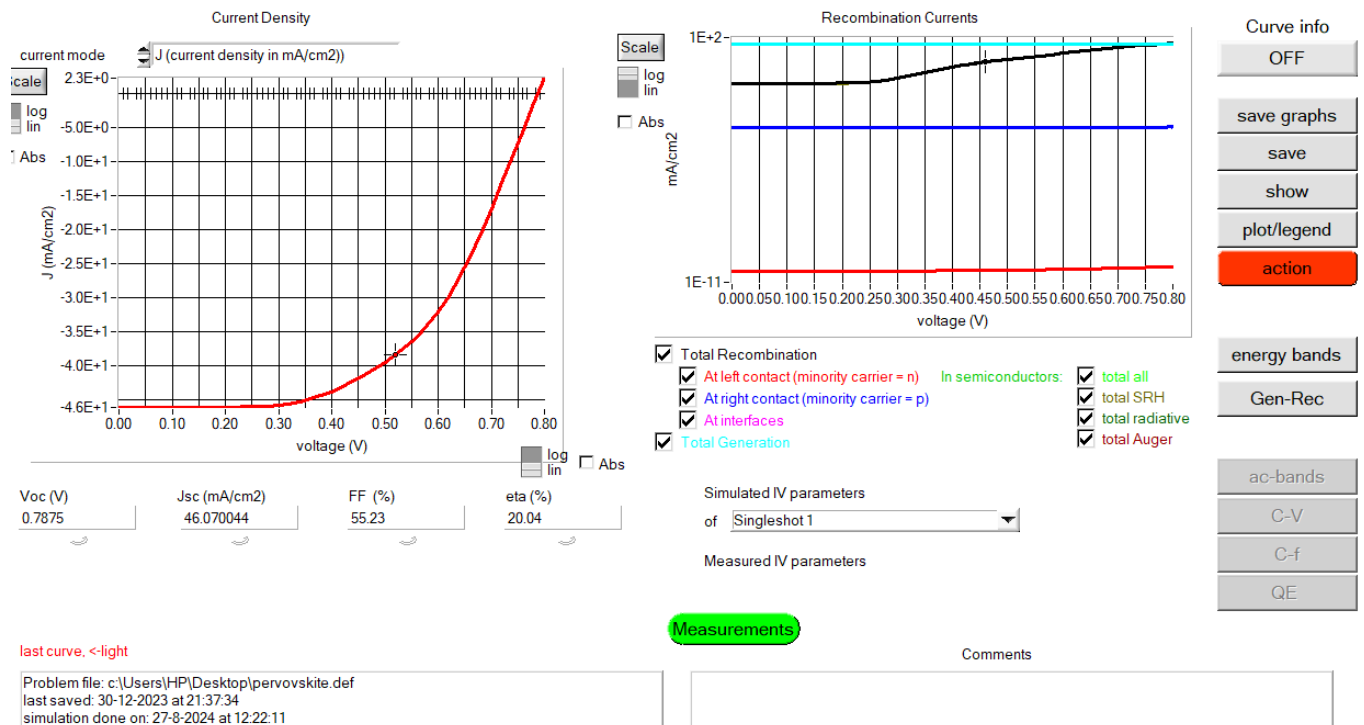 Current Density
current mode
J (current density in mA/cm2))
Scale
log
lin
Abs
2.3E+0
-5.0E+0
-1.0E+1
-1.5E+1
-2.0E+1
-2.5E+1
-3.0E+1
-3.5E+1
-4.0E+1
-4.6E+1
J (mA/cm2)
0.00 0.10 0.20 0.30 0.40 0.50 0.60 0.70 0.80
voltage (V)
log
lin
Abs
Voc (V) Jsc (mA/cm2) FF (%) eta (%)
0.7875 46.070044 55.23 20.04
Recombination Currents
Scale
log
lin
Abs
1E+2
1E-11
mA/cm2
0.00 0.05 0.10 0.15 0.20 0.25 0.30 0.35 0.40 0.45 0.50 0.55 0.60 0.65 0.70 0.75 0.80
voltage (V)
Total Recombination
At left contact (minority carrier = n) In semiconductors: total all
At right contact (minority carrier = p) total SRH
At interfaces total radiative
Total Generation total Auger
Simulated IV parameters
of Singleshot 1
Measured IV parameters
Measurements
Curve info
OFF
save graphs
save
show
plot/legend
action
energy bands
Gen-Rec
ac-bands
C-V
C-f
QE
last curve, <-light
Problem file: c:\Users\HP\Desktop\pervovskite.def
last saved: 30-12-2023 at 21:37:34
simulation done on: 27-8-2024 at 12:22:11
Comments